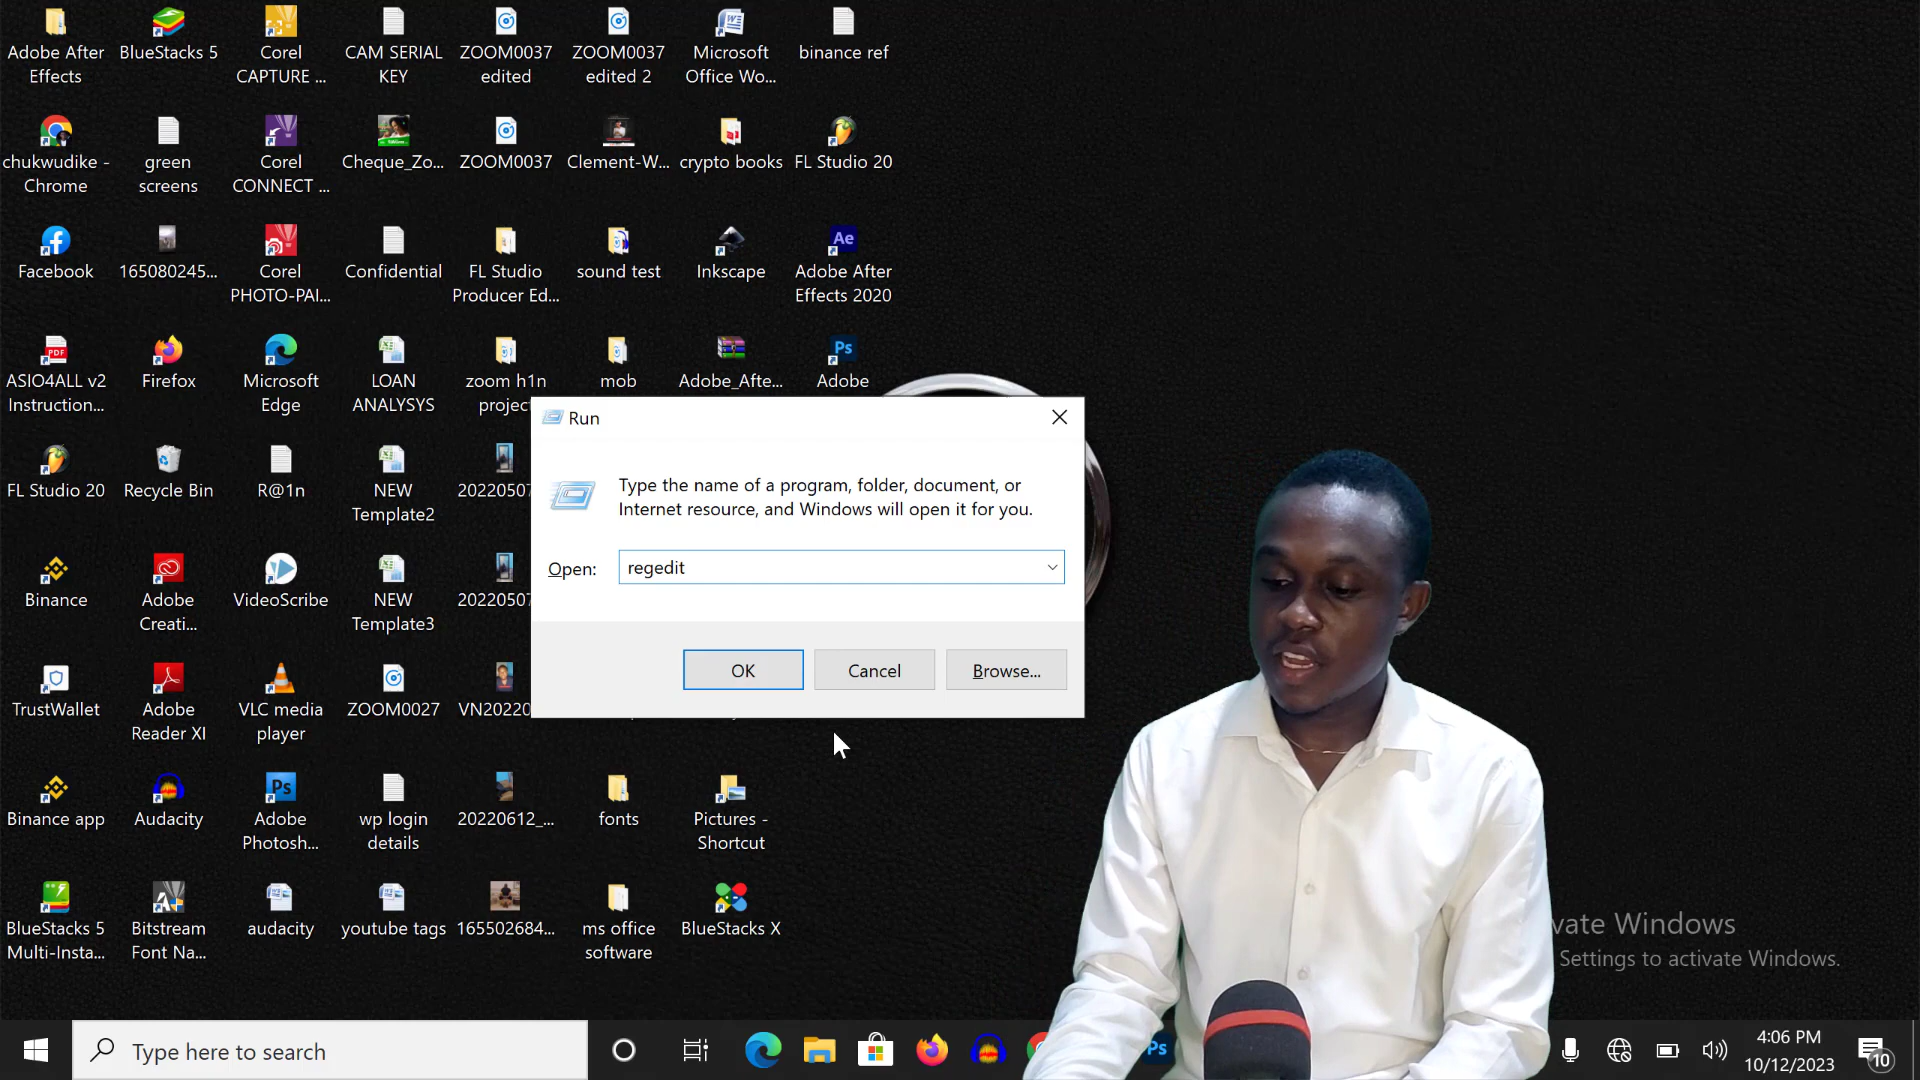 Adobe After
Effects
BlueStacks 5
Corel
CAPTURE ...
CAM SERIAL
KEY
ZOOM0037
edited
ZOOM0037
edited 2
Microsoft
Office Wo...
binance ref
chukwudike -
Chrome
green
screens
Corel
CONNECT ...
Cheque_Zo...
ZOOM0037
Clement-W...
crypto books
FL Studio 20
Facebook
165080245...
Corel
PHOTO-PAI...
Confidential
FL Studio
Producer Ed...
sound test
Inkscape
Ae
Adobe After
Effects 2020
PDF
ASIO4ALL v2
Instruction...
Firefox
Microsoft
Edge
LOAN
ANALYSYS
zoom h1n
project
mob
Adobe_Afte...
Ps
Adobe
Run
Type the name of a program, folder, document, or
Internet resource, and Windows will open it for you.
Open:
regedit
OK
Cancel
Browse...
FL Studio 20
Recycle Bin
R@1n
NEW
Template2
20220507
Binance
Adobe
Creati...
VideoScribe
NEW
Template3
20220507
TrustWallet
Adobe
Reader XI
VLC media
player
ZOOM0027
VN20220
Binance app
Audacity
Ps
Adobe
Photosh...
wp login
details
20220612_...
fonts
Pictures -
Shortcut
BlueStacks 5
Multi-Insta...
Bitstream
Font Na...
audacity
youtube tags
165502684...
ms office
software
BlueStacks X
vate Windows
Settings to activate Windows.
Type here to search
Ps
4:06 PM
10/12/2023
10